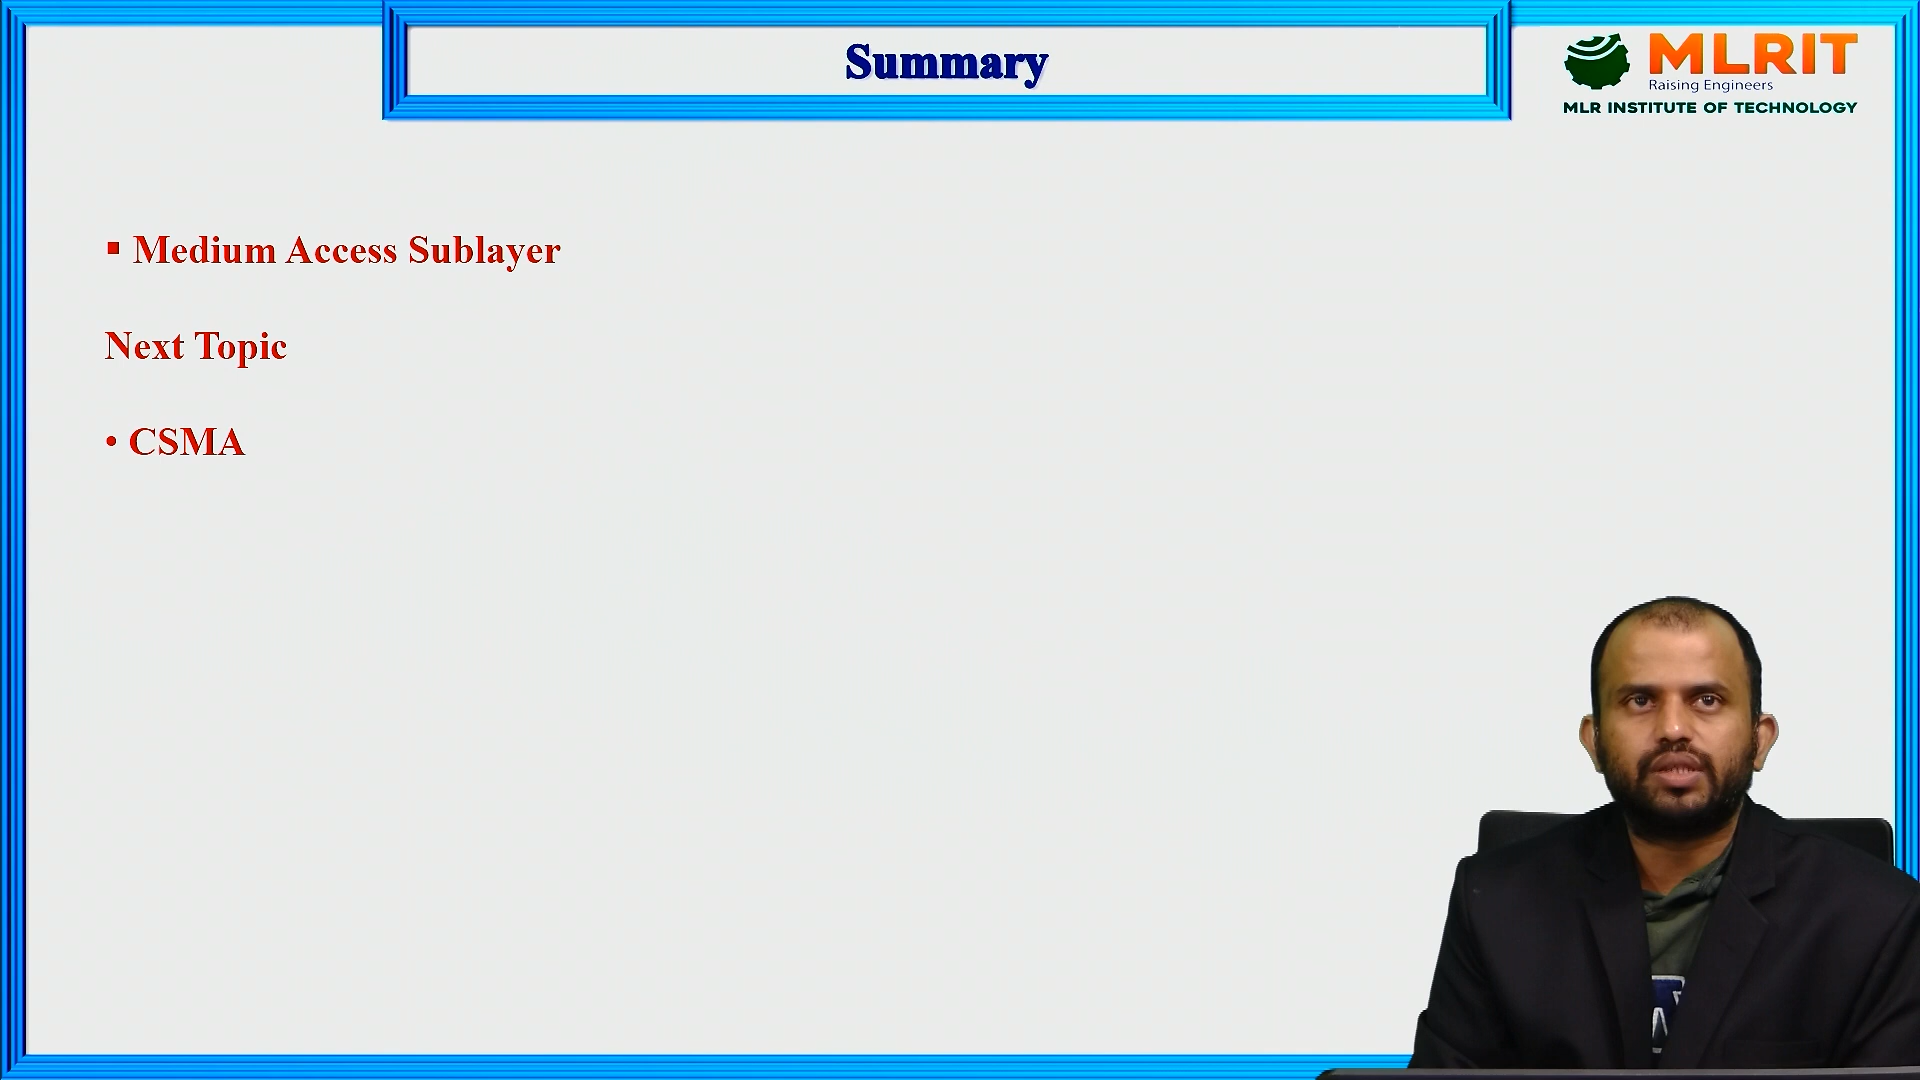 Summary
MLRIT
Raising Engineers
MLR INSTITUTE OF TECHNOLOGY
▪ Medium Access Sublayer
Next Topic
• CSMA